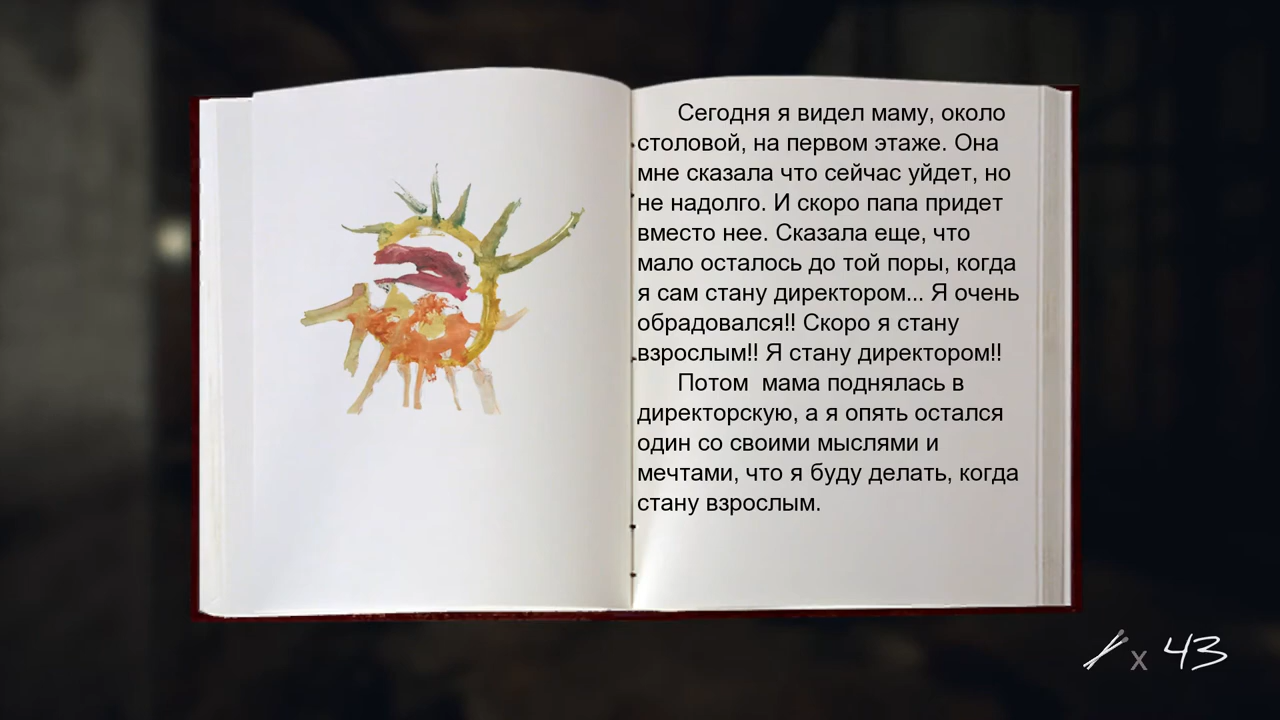 Сегодня я видел маму, около
столовой, на первом этаже. Она
мне сказала что сейчас уйдет, но
не надолго. И скоро папа придет
вместо нее. Сказала еще, что
мало осталось до той поры, когда
я сам стану директором... Я очень
обрадовался!! Скоро я стану
взрослым!! Я стану директором!!
Потом  мама поднялась в
директорскую, а я опять остался
один со своими мыслями и
мечтами, что я буду делать, когда
стану взрослым.
x 43